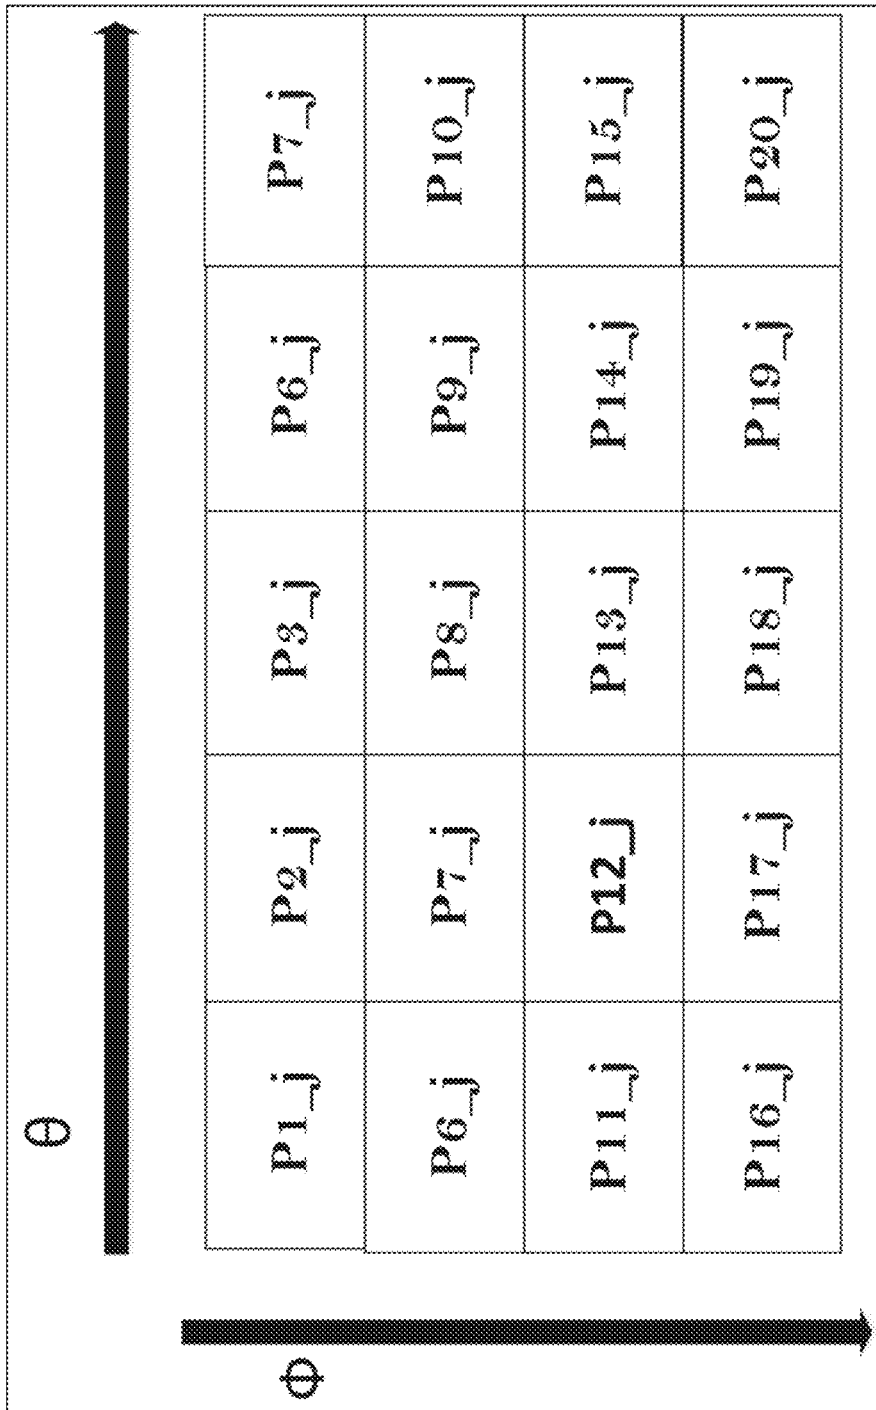 θ
Φ
P1_j P2_j P3_j P6_j P7_j
P6_j P7_j P8_j P9_j P10_j
P11_j P12_j P13_j P14_j P15_j
P16_j P17_j P18_j P19_j P20_j